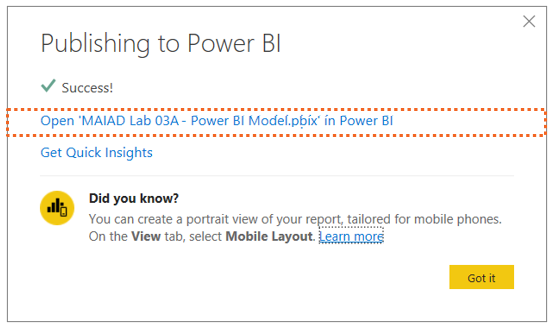 Publishing to Power BI
Success!
Open 'MAIAD Lab 03A - Power BI Model.pbix' in Power BI
Get Quick Insights
Did you know?
You can create a portrait view of your report, tailored for mobile phones.
On the View tab, select Mobile Layout. Learn more
Got it